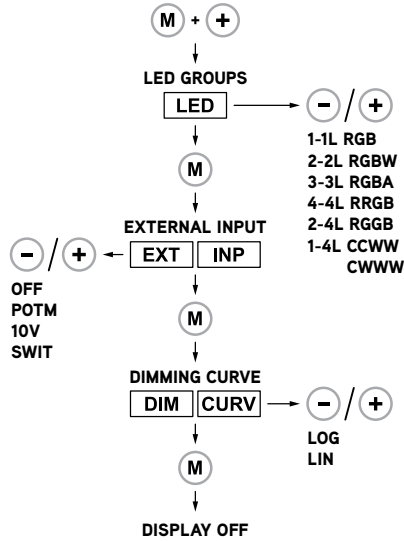 M + +
LED GROUPS
LED
- / +
1-1L RGB
2-2L RGBW
3-3L RGBA
4-4L RRGB
2-4L RGGB
1-4L CCWW
CWWW
M
EXTERNAL INPUT
- / +
EXT INP
OFF
POTM
10V
SWIT
M
DIMMING CURVE
DIM CURV
- / +
LOG
LIN
M
DISPLAY OFF